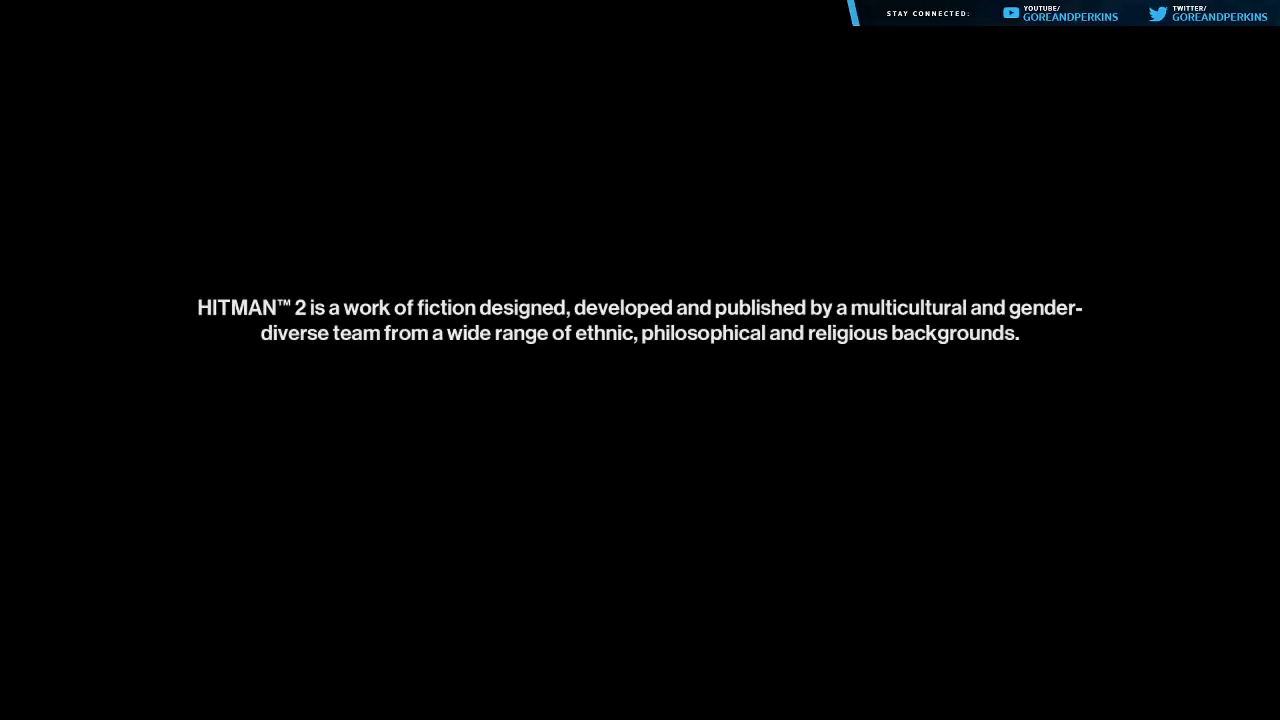 STAY CONNECTED:
YOUTUBE/
GOREANDPERKINS
TWITTER/
GOREANDPERKINS
HITMAN™ 2 is a work of fiction designed, developed and published by a multicultural and gender-
diverse team from a wide range of ethnic, philosophical and religious backgrounds.